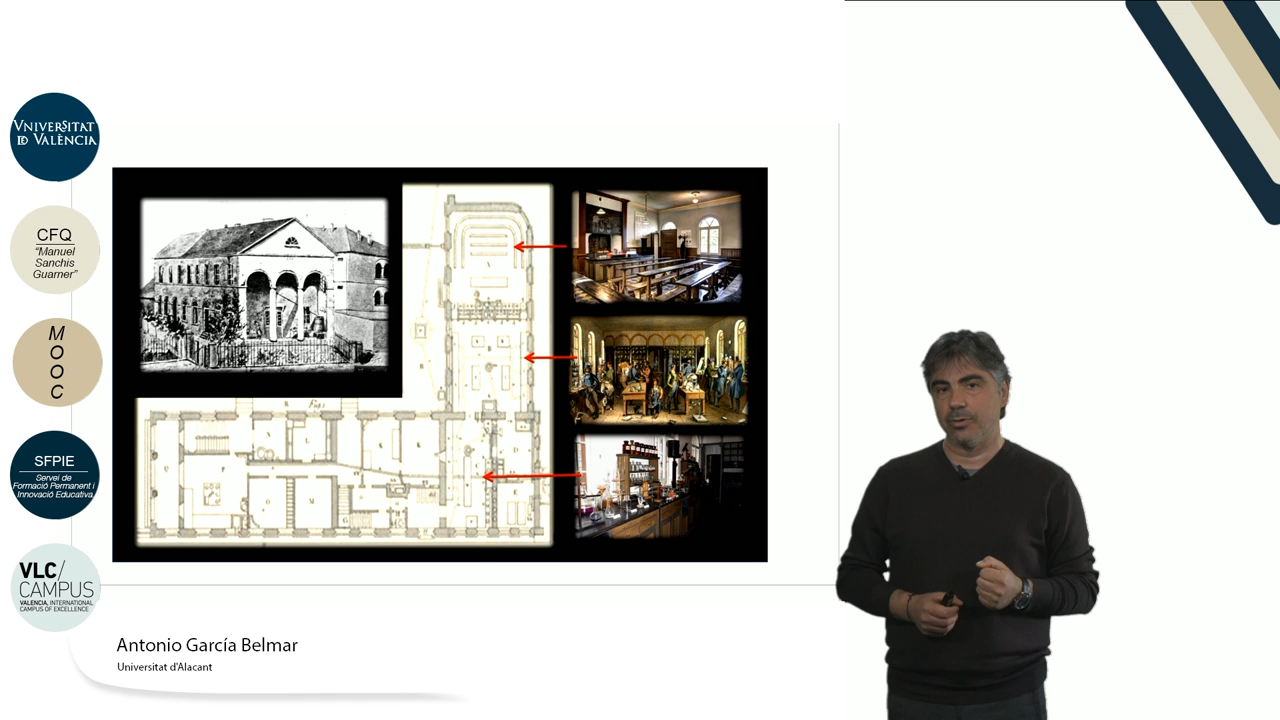 VNIVERSITAT
ID VALÈNCIA
CFQ
"Manuel
Sanchis
Guarner"
M
O
O
C
SFPIE
Servei de
Formació Permanent i
Innovació Educativa
VLC/
CAMPUS
VALENCIA, INTERNATIONAL
CAMPUS OF EXCELLENCE
Antonio García Belmar
Universitat d'Alacant